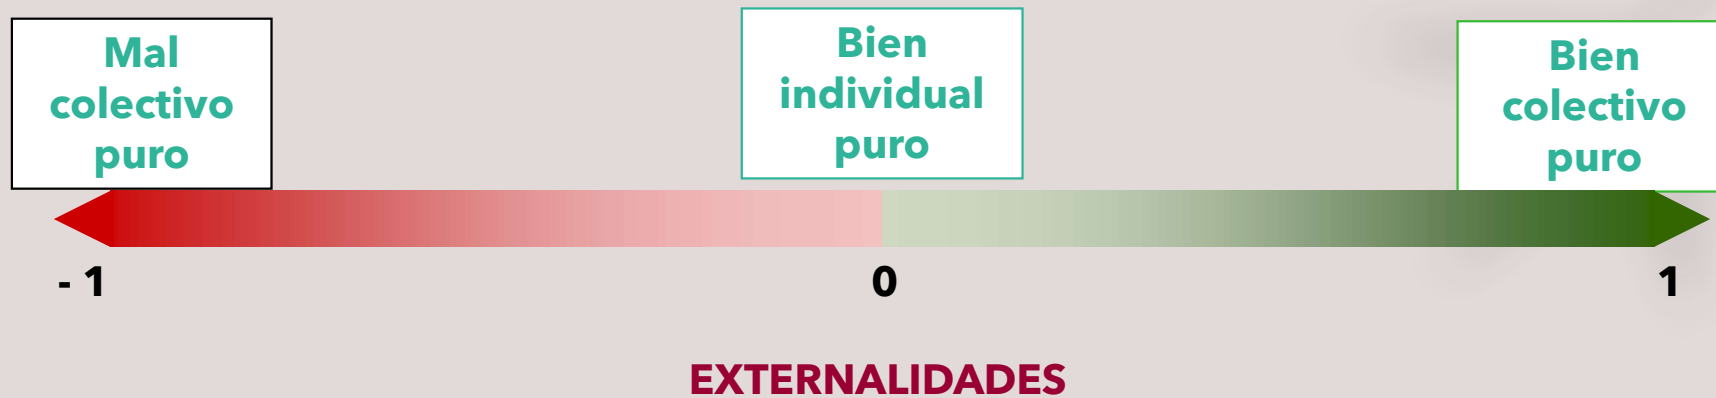 Mal
colectivo
puro
Bien
individual
puro
Bien
colectivo
puro
- 1
0
1
EXTERNALIDADES